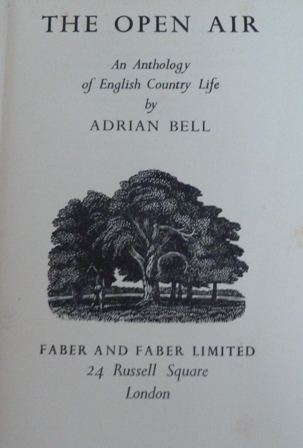 THE OPEN AIR
An Anthology
of English Country Life
by
ADRIAN BELL
FABER AND FABER LIMITED
24 Russell Square
London